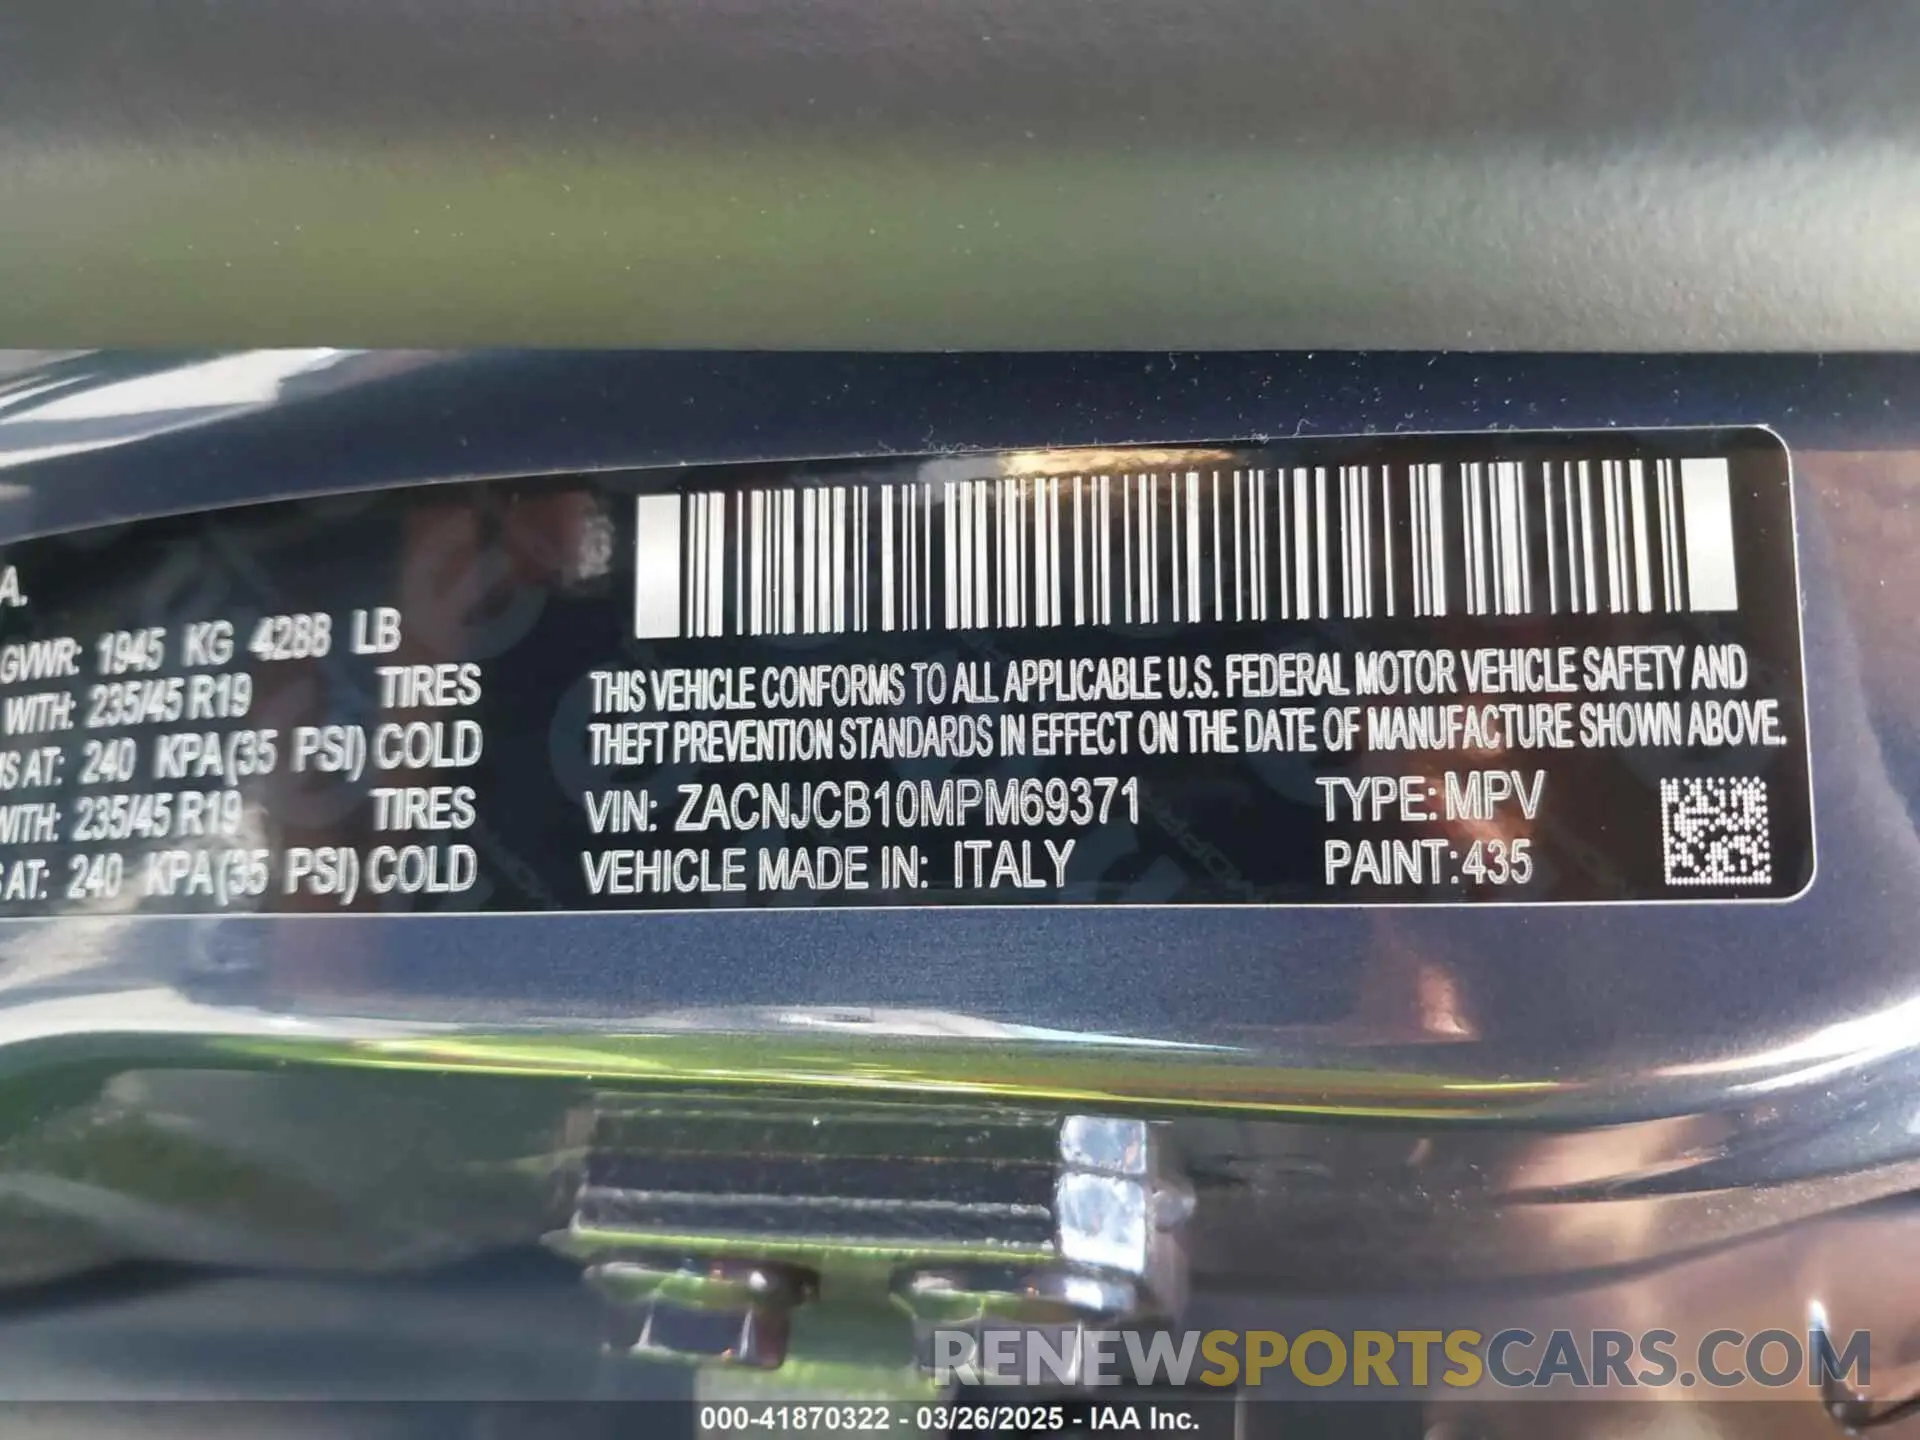 A.
GVWR: 1945 KG 4288 LB
WITH: 235/45 R19 TIRES
AT: 240 KPA(35 PSI) COLD
WITH: 235/45 R19 TIRES
AT: 240 KPA(35 PSI) COLD
THIS VEHICLE CONFORMS TO ALL APPLICABLE U.S. FEDERAL MOTOR VEHICLE SAFETY AND
THEFT PREVENTION STANDARDS IN EFFECT ON THE DATE OF MANUFACTURE SHOWN ABOVE.
VIN: ZACNJCB10MPM69371 TYPE: MPV
VEHICLE MADE IN: ITALY PAINT:435
RENEWSPORTSCARS.COM
000-41870322 - 03/26/2025 - IAA Inc.